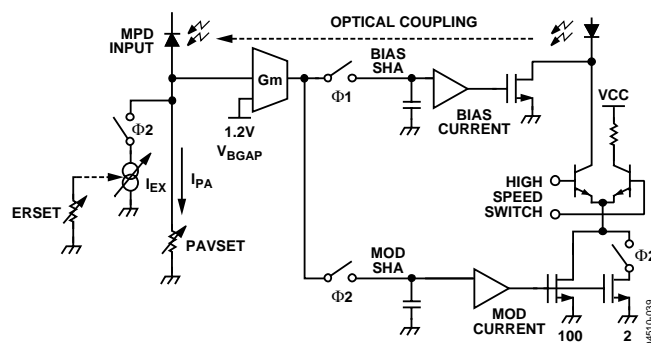 MPD
INPUT
OPTICAL COUPLING
Gm
Φ1
BIAS
SHA
BIAS
CURRENT
VCC
1.2V
VBGAP
Φ2
IEX
IPA
ERSET
PAVSET
HIGH
SPEED
SWITCH
MOD
SHA
Φ2
MOD
CURRENT
Φ2
100
2